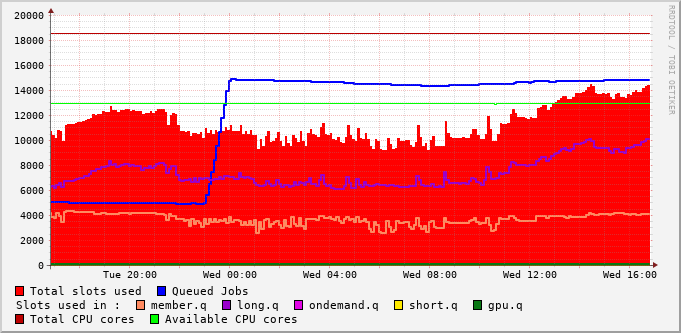 20000
18000
16000
14000
12000
10000
8000
6000
4000
2000
0
Tue 20:00 Wed 00:00 Wed 04:00 Wed 08:00 Wed 12:00 Wed 16:00
Total slots used Queued Jobs
Slots used in : member.q long.q ondemand.q short.q gpu.q
Total CPU cores Available CPU cores
RRDTOOL / TOBI OETIKER